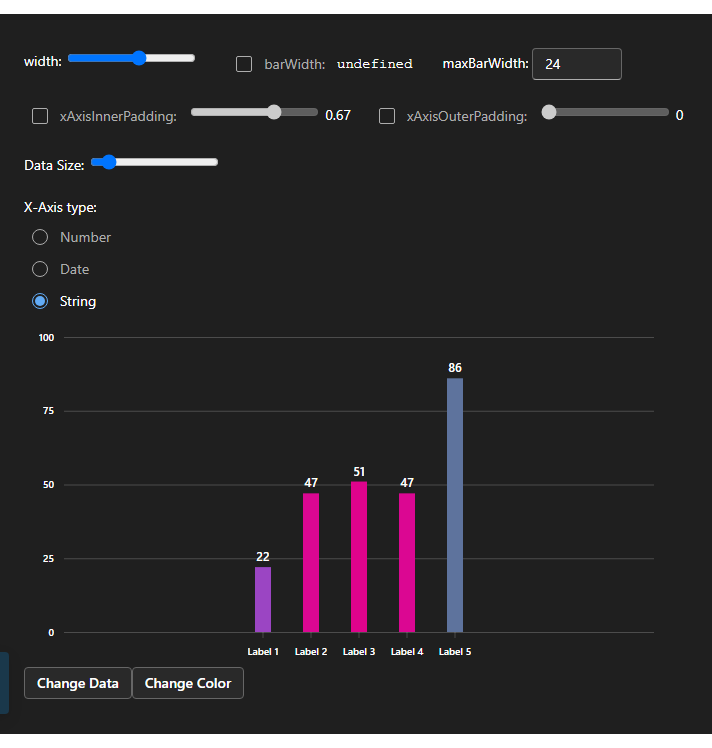 width: barWidth: undefined maxBarWidth: 24
xAxisInnerPadding: 0.67 xAxisOuterPadding: 0
Data Size:
X-Axis type:
Number
Date
String
100
86
75
51
47 47
50
25
22
0
Label 1 Label 2 Label 3 Label 4 Label 5
Change Data Change Color